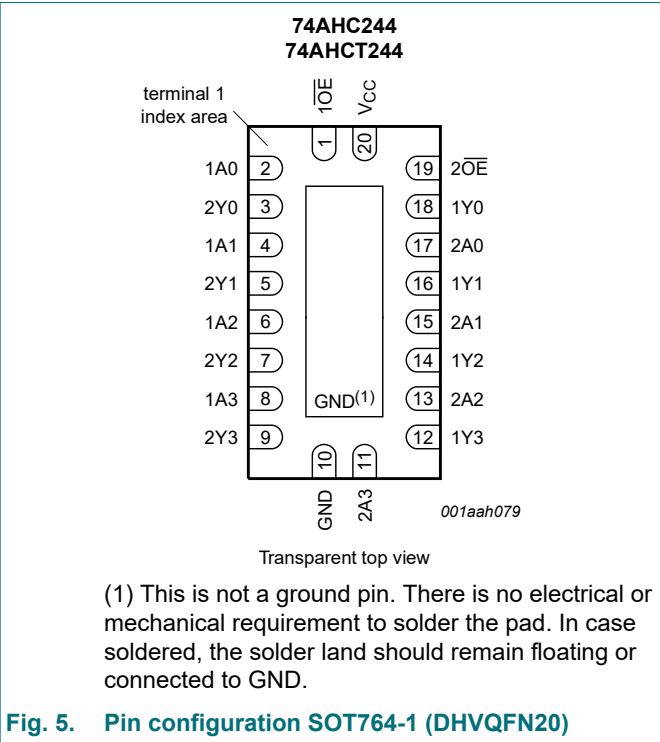 74AHC244
74AHCT244
terminal 1
index area
1O̅E̅
VCC
1
20
1A0 2
19 2O̅E̅
2Y0 3
18 1Y0
1A1 4
17 2A0
2Y1 5
16 1Y1
1A2 6
15 2A1
2Y2 7
14 1Y2
1A3 8
13 2A2
GND(1)
2Y3 9
12 1Y3
10
11
GND
2A3
001aah079
Transparent top view
(1) This is not a ground pin. There is no electrical or
mechanical requirement to solder the pad. In case
soldered, the solder land should remain floating or
connected to GND.
Fig. 5. Pin configuration SOT764-1 (DHVQFN20)